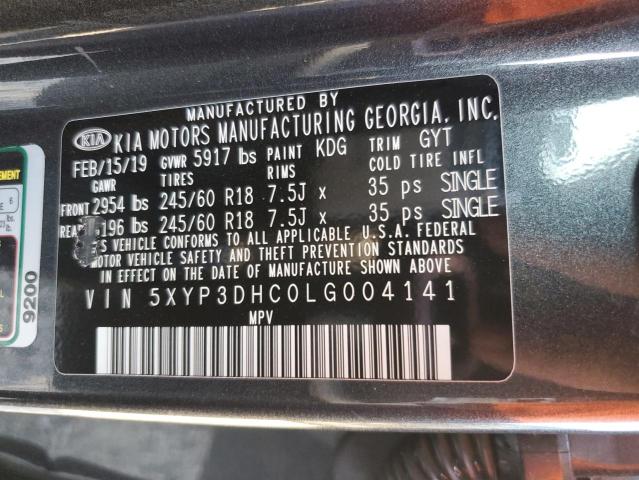 MANUFACTURED BY
KIA KIA MOTORS MANUFACTURING GEORGIA, INC.
FEB/15/19 GVWR 5917 lbs PAINT KDG TRIM GYT
GAWR TIRES RIMS COLD TIRE INFL
FRONT 2954 lbs 245/60 R18 7.5J x 35 ps SINGLE
REAR 196 lbs 245/60 R18 7.5J x 35 ps SINGLE
S VEHICLE CONFORMS TO ALL APPLICABLE U.S.A. FEDERAL
MOTOR VEHICLE SAFETY AND THEFT PREVENTION STANDARDS
IN EFFECT ON THE DATE OF MANUFACTURE SHOWN ABOVE
VIN 5XYP3DHC0LG004141
MPV
9200